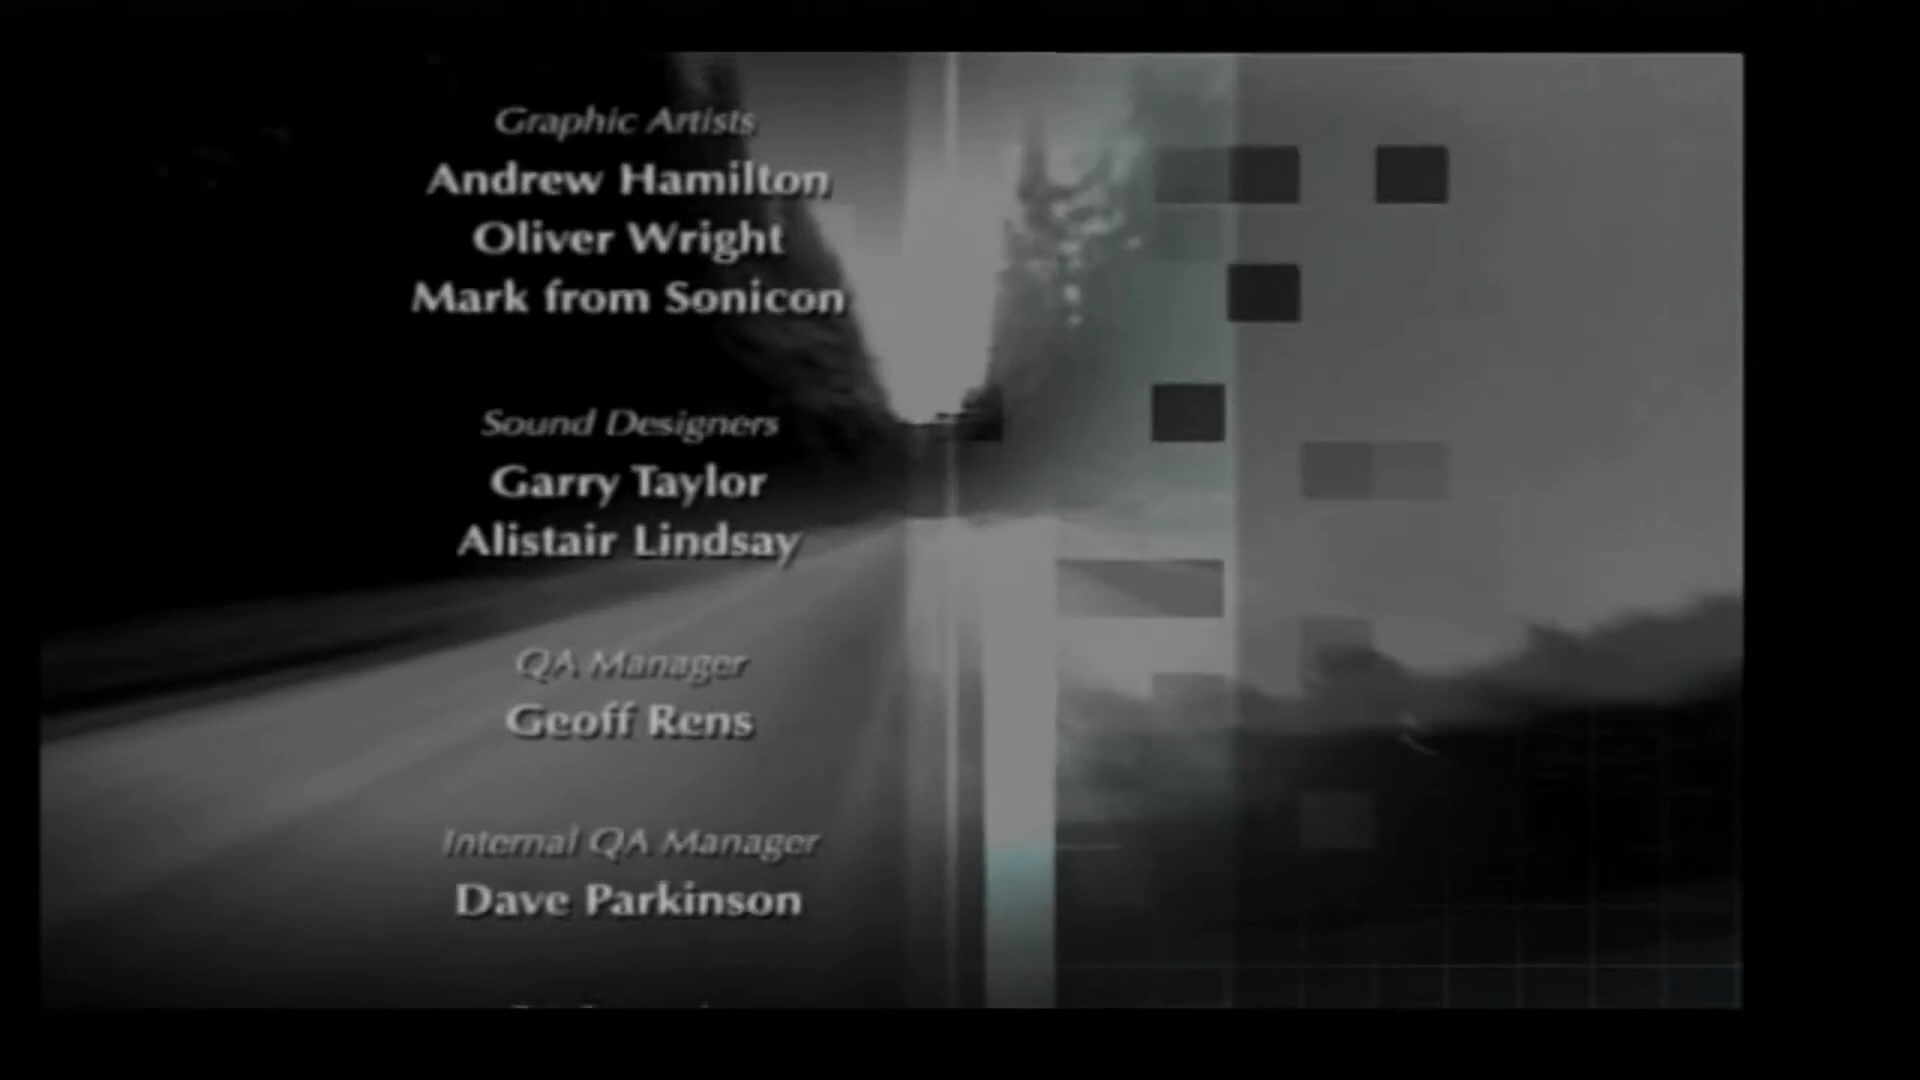 Graphic Artists
Andrew Hamilton
Oliver Wright
Mark from Sonicon
Sound Designers
Garry Taylor
Alistair Lindsay
QA Manager
Geoff Rens
Internal QA Manager
Dave Parkinson